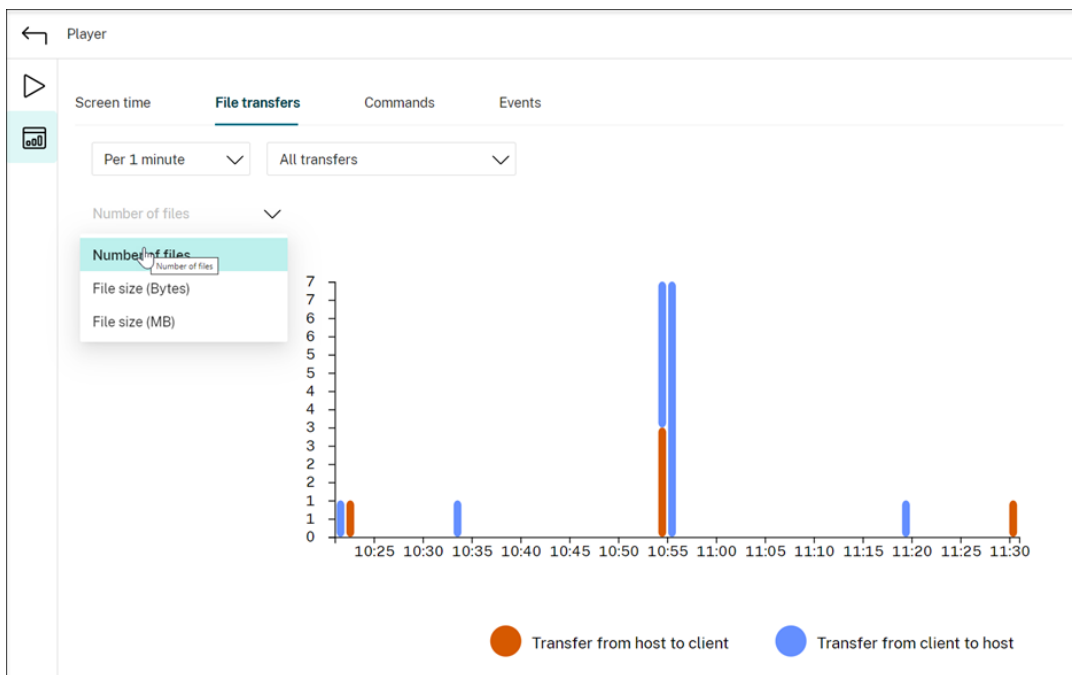 Player
Screen time File transfers Commands Events
Per 1 minute All transfers
Number of files
Number of files
Number of files
File size (Bytes)
File size (MB)
7
7
6
6
5
5
4
4
3
3
2
2
1
1
0
10:25 10:30 10:35 10:40 10:45 10:50 10:55 11:00 11:05 11:10 11:15 11:20 11:25 11:30
Transfer from host to client Transfer from client to host